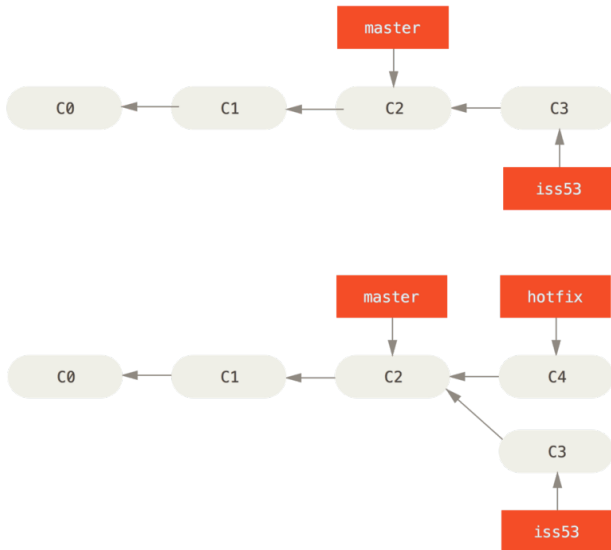 master
C0 C1 C2 C3
iss53
master hotfix
C0 C1 C2 C4
C3
iss53